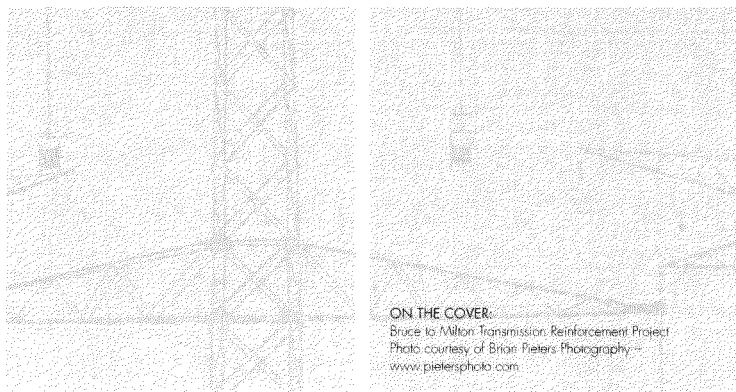 ON THE COVER:
Bruce to Milton Transmission Reinforcement Project
Photo courtesy of Brian Pieters Photography –
www.pietersphoto.com